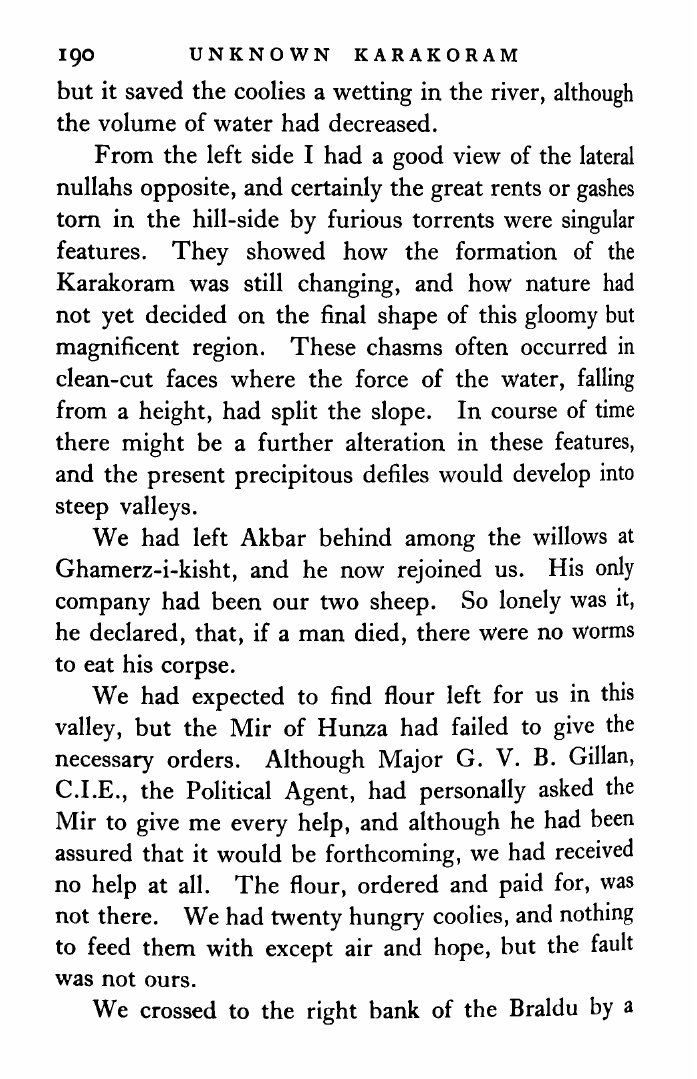 190 UNKNOWN KARAKORAM
but it saved the coolies a wetting in the river, although
the volume of water had decreased.
From the left side I had a good view of the lateral
nullahs opposite, and certainly the great rents or gashes
torn in the hill-side by furious torrents were singular
features. They showed how the formation of the
Karakoram was still changing, and how nature had
not yet decided on the final shape of this gloomy but
magnificent region. These chasms often occurred in
clean-cut faces where the force of the water, falling
from a height, had split the slope. In course of time
there might be a further alteration in these features,
and the present precipitous defiles would develop into
steep valleys.
We had left Akbar behind among the willows at
Ghamerz-i-kisht, and he now rejoined us. His only
company had been our two sheep. So lonely was it,
he declared, that, if a man died, there were no worms
to eat his corpse.
We had expected to find flour left for us in this
valley, but the Mir of Hunza had failed to give the
necessary orders. Although Major G. V. B. Gillan,
C.I.E., the Political Agent, had personally asked the
Mir to give me every help, and although he had been
assured that it would be forthcoming, we had received
no help at all. The flour, ordered and paid for, was
not there. We had twenty hungry coolies, and nothing
to feed them with except air and hope, but the fault
was not ours.
We crossed to the right bank of the Braldu by a